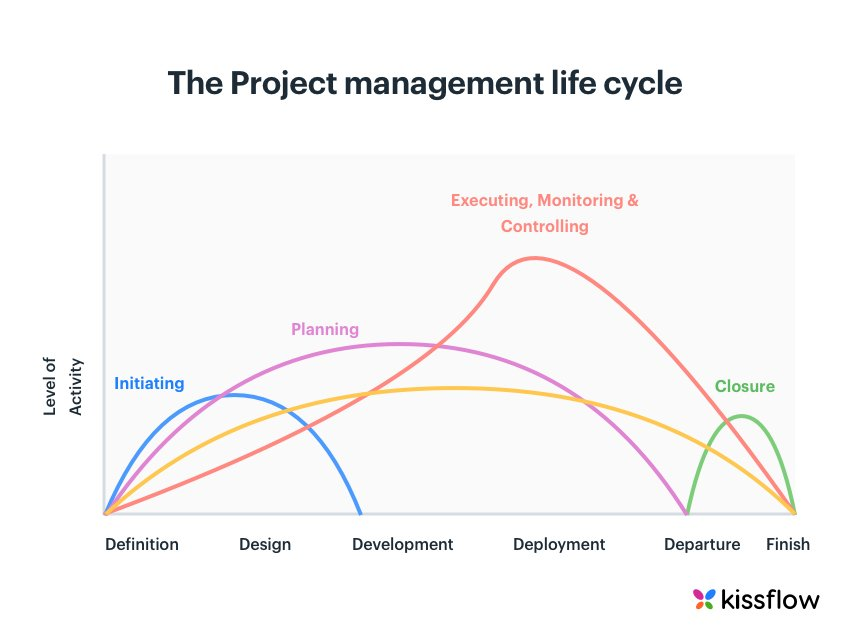 The Project management life cycle
Executing, Monitoring &
Controlling
Planning
Initiating
Closure
Level of
Activity
Definition
Design
Development
Deployment
Departure
Finish
kissflow